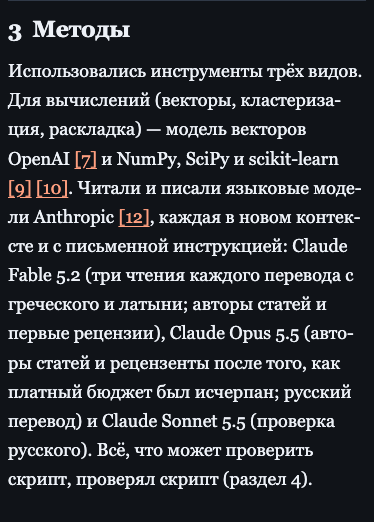 3 Методы
Использовались инструменты трёх видов.
Для вычислений (векторы, кластериза-
ция, раскладка) — модель векторов
OpenAI [7] и NumPy, SciPy и scikit-learn
[9] [10]. Читали и писали языковые моде-
ли Anthropic [12], каждая в новом контек-
сте и с письменной инструкцией: Claude
Fable 5.2 (три чтения каждого перевода с
греческого и латыни; авторы статей и
первые рецензии), Claude Opus 5.5 (авто-
ры статей и рецензенты после того, как
платный бюджет был исчерпан; русский
перевод) и Claude Sonnet 5.5 (проверка
русского). Всё, что может проверить
скрипт, проверял скрипт (раздел 4).